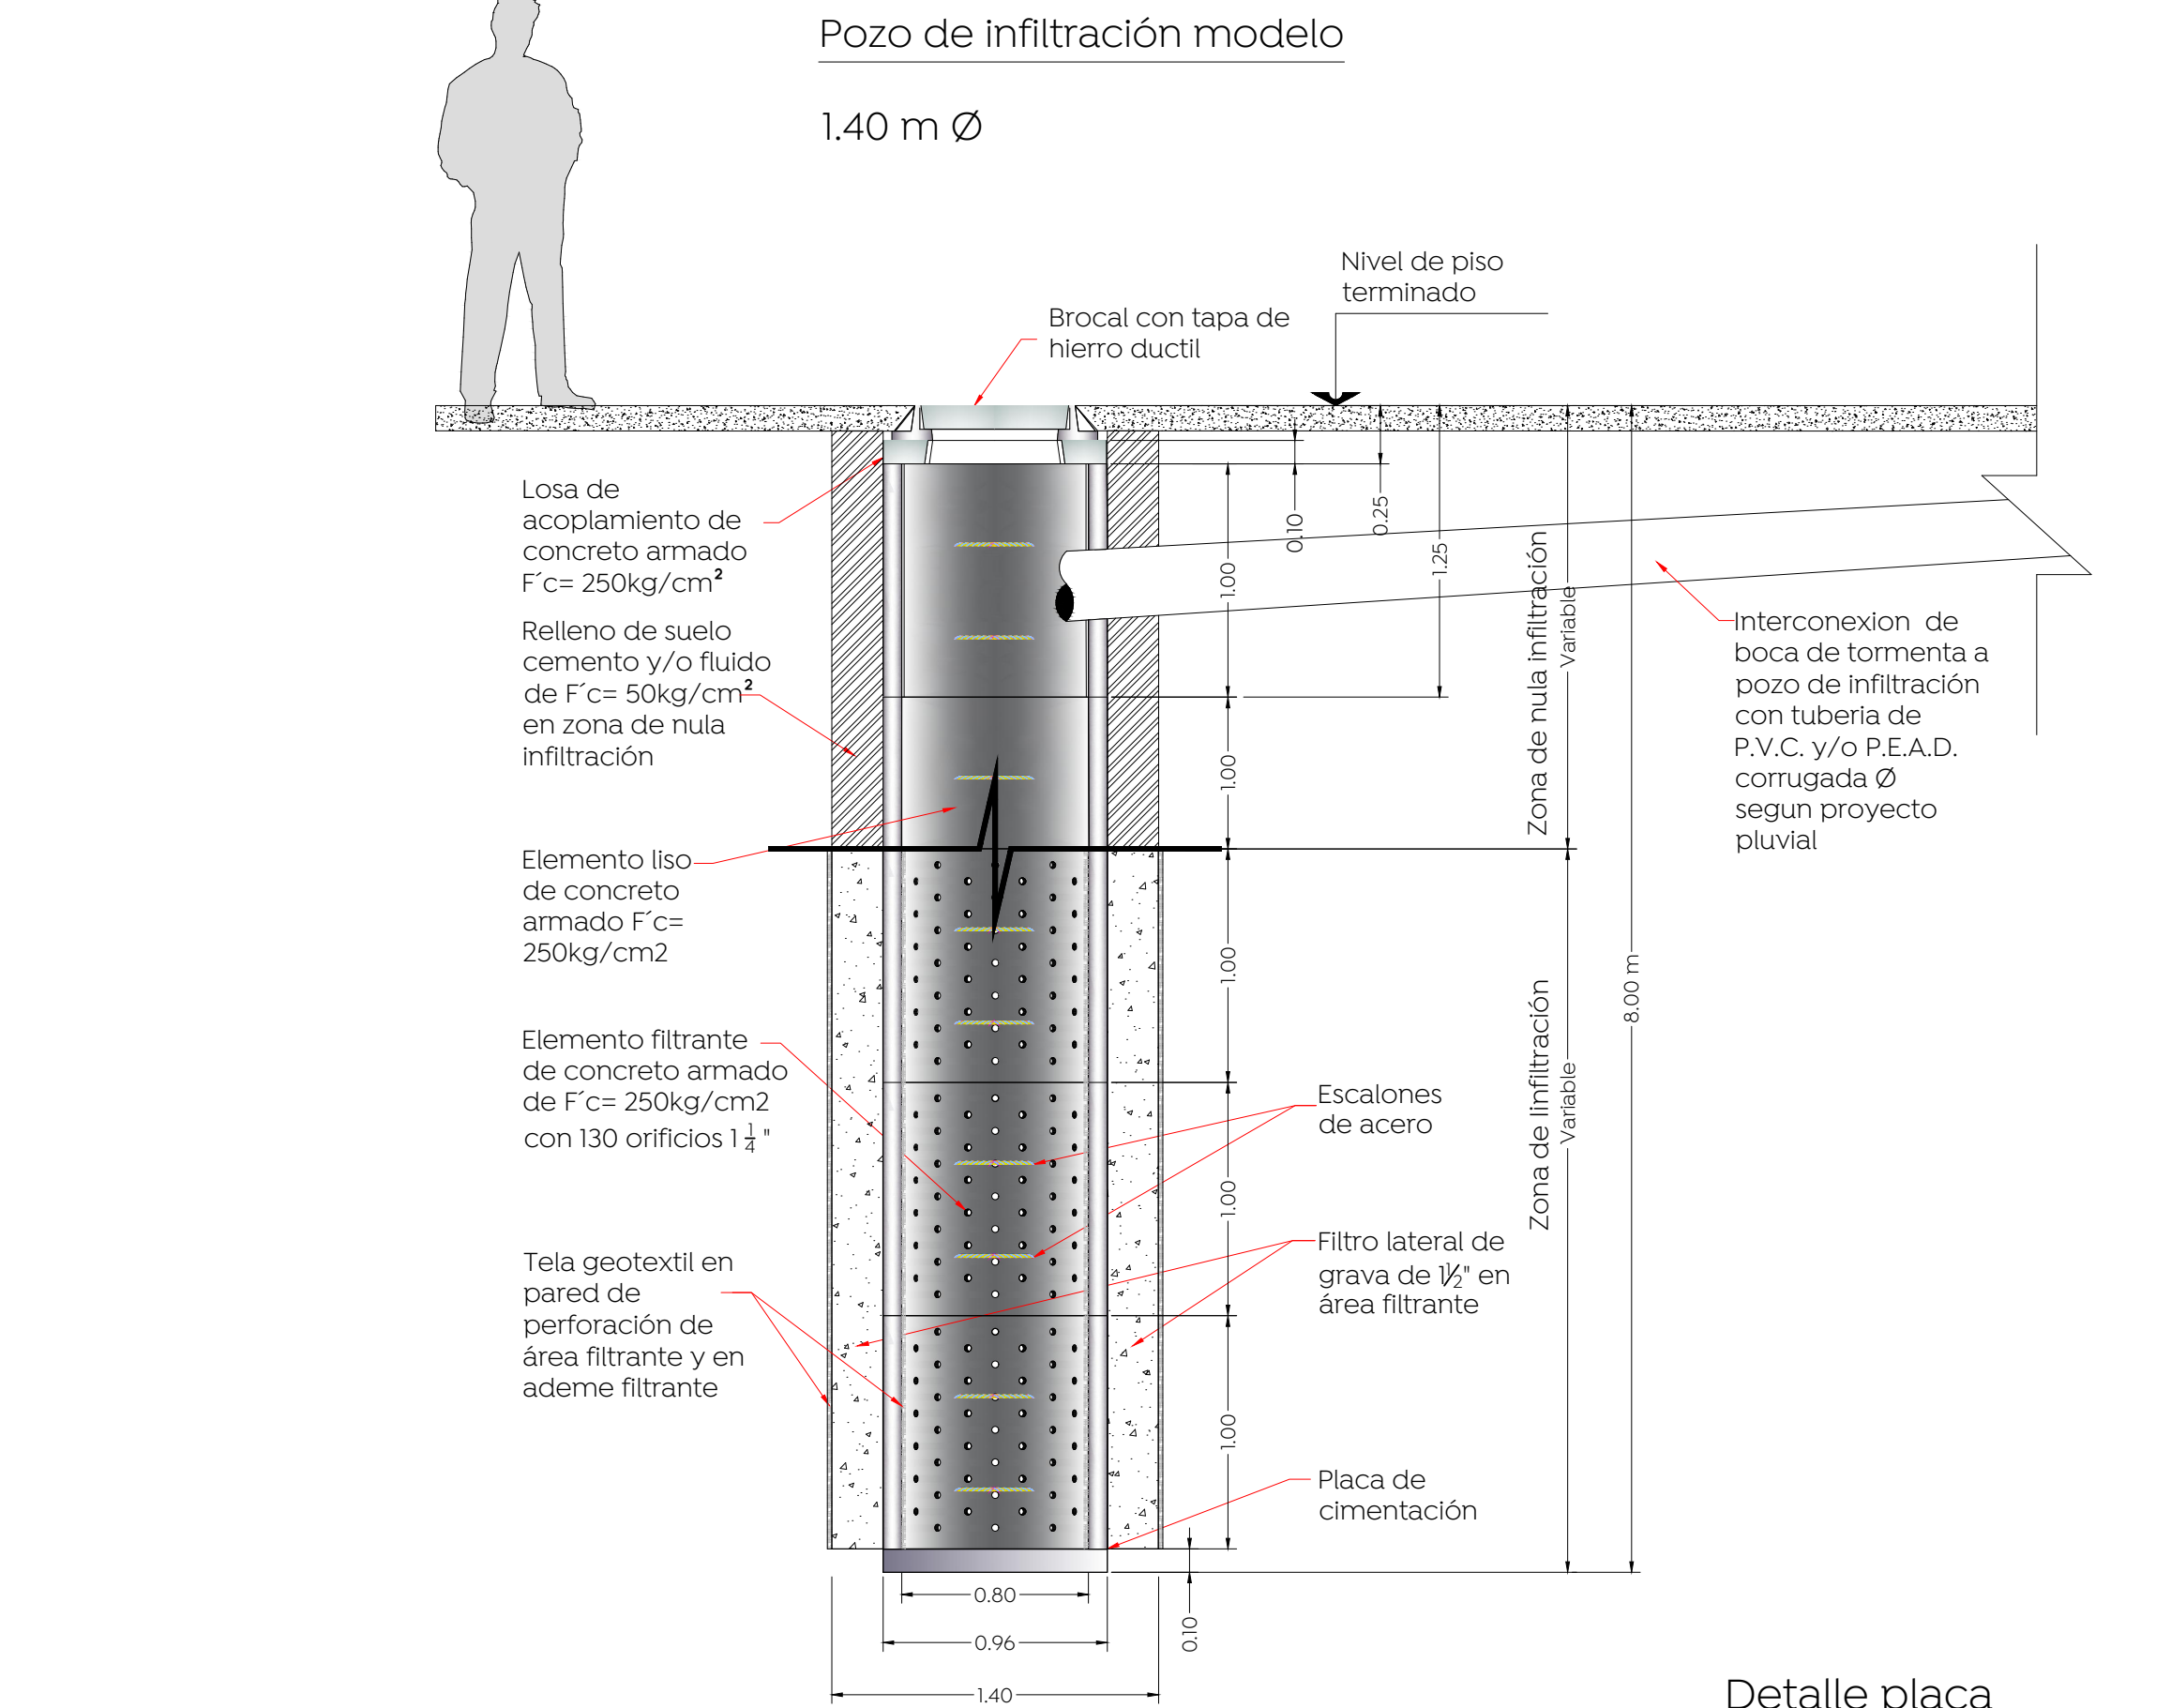 Pozo de infiltración modelo
1.40 m Ø
Nivel de piso
terminado
Brocal con tapa de
hierro ductil
Losa de
acoplamiento de
concreto armado
F´c= 250kg/cm²
Relleno de suelo
cemento y/o fluido
de F´c= 50kg/cm²
en zona de nula
infiltración
Elemento liso
de concreto
armado F´c=
250kg/cm2
Elemento filtrante
de concreto armado
de F´c= 250kg/cm2
con 130 orificios 1 1/4 "
Tela geotextil en
pared de
perforación de
área filtrante y en
ademe filtrante
0.10
0.25
1.25
1.00
1.00
1.00
1.00
1.00
Zona de nula infiltración
Variable
Zona de linfiltración
Variable
8.00 m
Interconexion de
boca de tormenta a
pozo de infiltración
con tuberia de
P.V.C. y/o P.E.A.D.
corrugada Ø
segun proyecto
pluvial
Escalones
de acero
Filtro lateral de
grava de 1½" en
área filtrante
Placa de
cimentación
0.80
0.96
1.40
0.10
Detalle placa